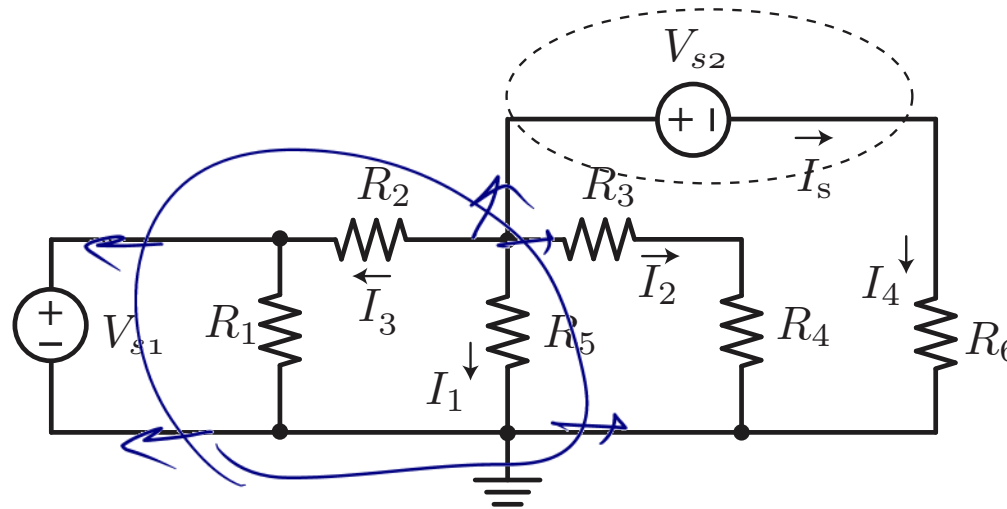 V_{s2}
+ −
I_s
R_2
R_3
I_3
I_2
I_4
+
−
V_{s1}
R_1
R_5
R_4
R_6
I_1